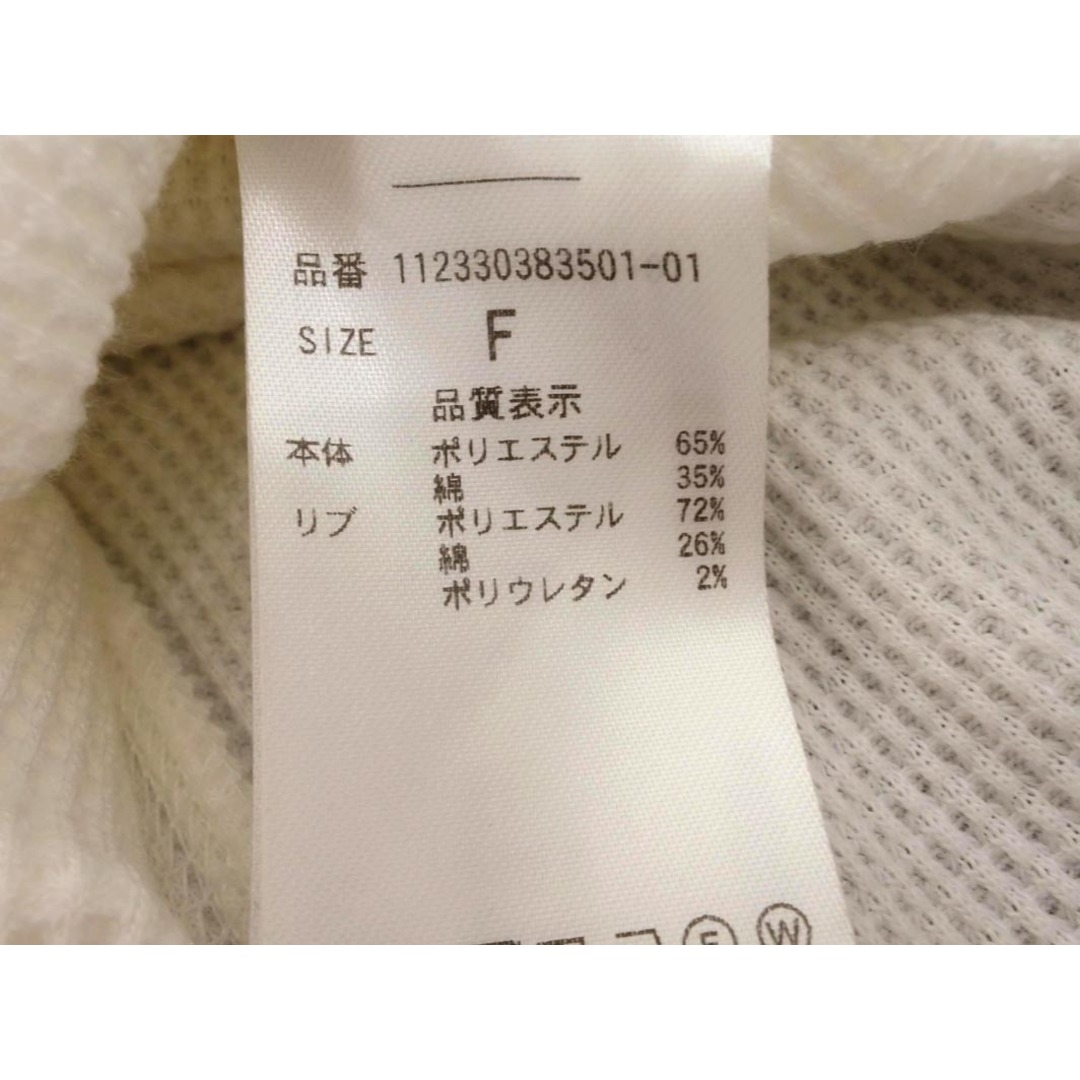 品番 112330383501-01
SIZE F
品質表示
本体 ポリエステル 65%
綿 35%
リブ ポリエステル 72%
綿 26%
ポリウレタン 2%
F W